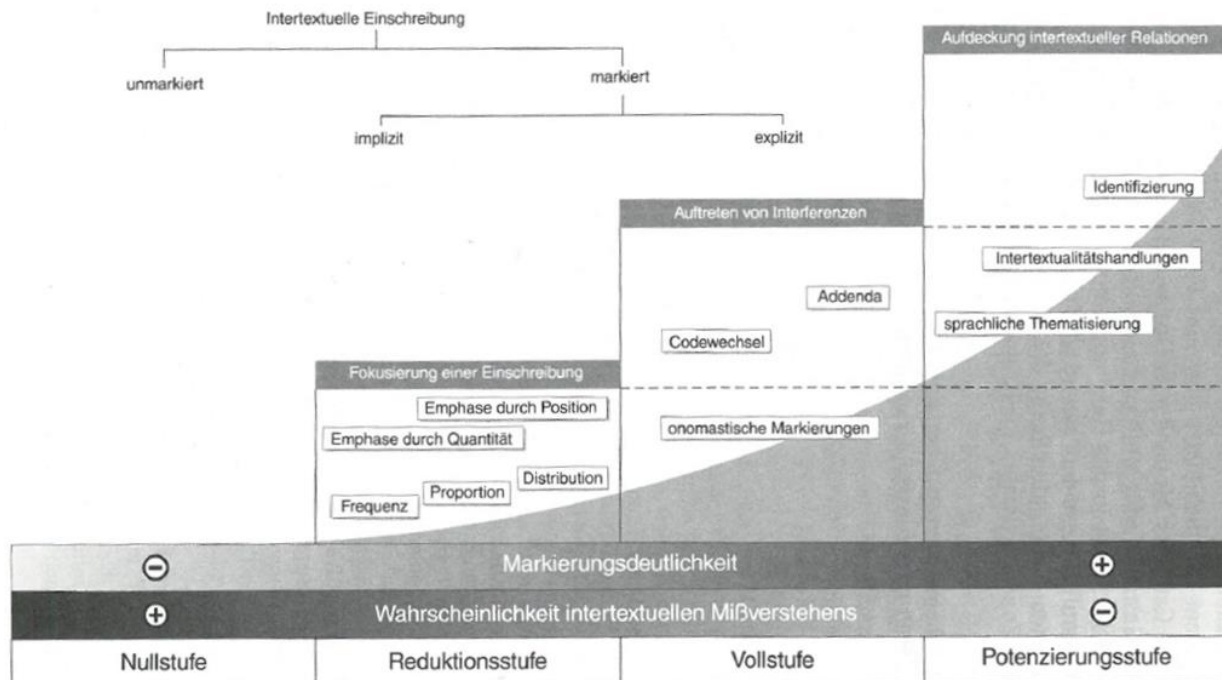 Intertextuelle Einschreibung
unmarkiert
markiert
implizit
explizit
Aufdeckung intertextueller Relationen
Identifizierung
Intertextualitätshandlungen
sprachliche Thematisierung
Auftreten von Interferenzen
Addenda
Codewechsel
onomastische Markierungen
Fokusierung einer Einschreibung
Emphase durch Position
Emphase durch Quantität
Distribution
Proportion
Frequenz
⊖ Markierungsdeutlichkeit ⊕
⊕ Wahrscheinlichkeit intertextuellen Mißverstehens ⊖
Nullstufe Reduktionsstufe Vollstufe Potenzierungsstufe